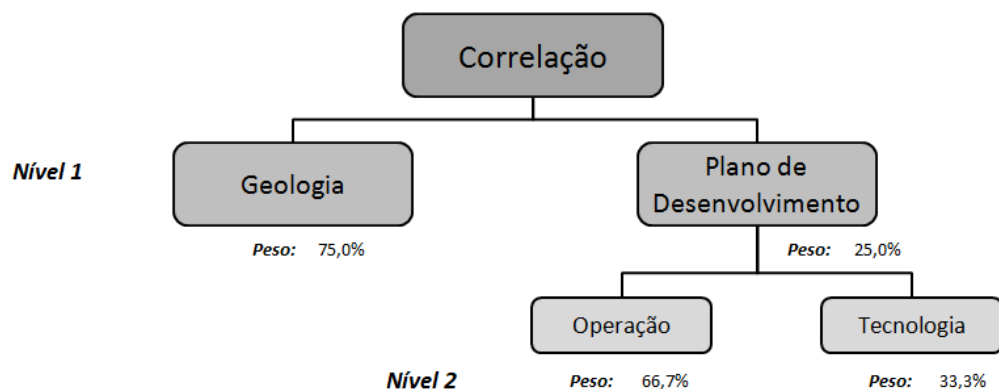 Correlação
Nível 1
Geologia
Plano de
Desenvolvimento
Peso: 75,0%
Peso: 25,0%
Operação
Tecnologia
Nível 2
Peso: 66,7%
Peso: 33,3%